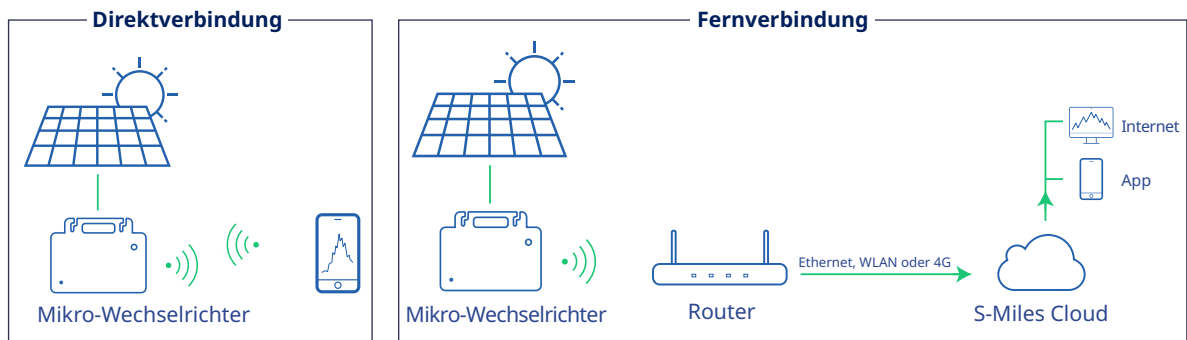 Direktverbindung
Mikro-Wechselrichter
Fernverbindung
Mikro-Wechselrichter
Router
Ethernet, WLAN oder 4G
S-Miles Cloud
Internet
App